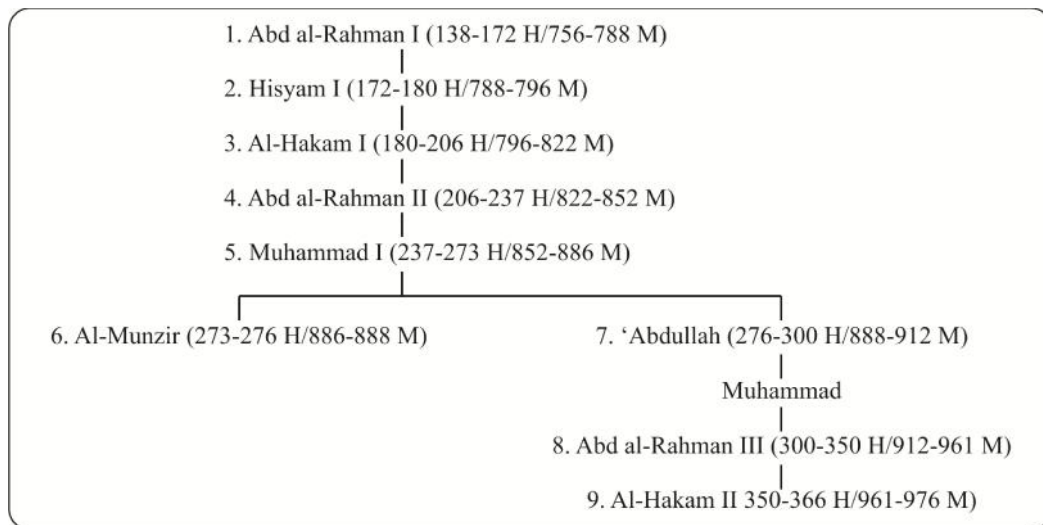 1. Abd al-Rahman I (138-172 H/756-788 M)
2. Hisyam I (172-180 H/788-796 M)
3. Al-Hakam I (180-206 H/796-822 M)
4. Abd al-Rahman II (206-237 H/822-852 M)
5. Muhammad I (237-273 H/852-886 M)
6. Al-Munzir (273-276 H/886-888 M)
7. ‘Abdullah (276-300 H/888-912 M)
Muhammad
8. Abd al-Rahman III (300-350 H/912-961 M)
9. Al-Hakam II 350-366 H/961-976 M)